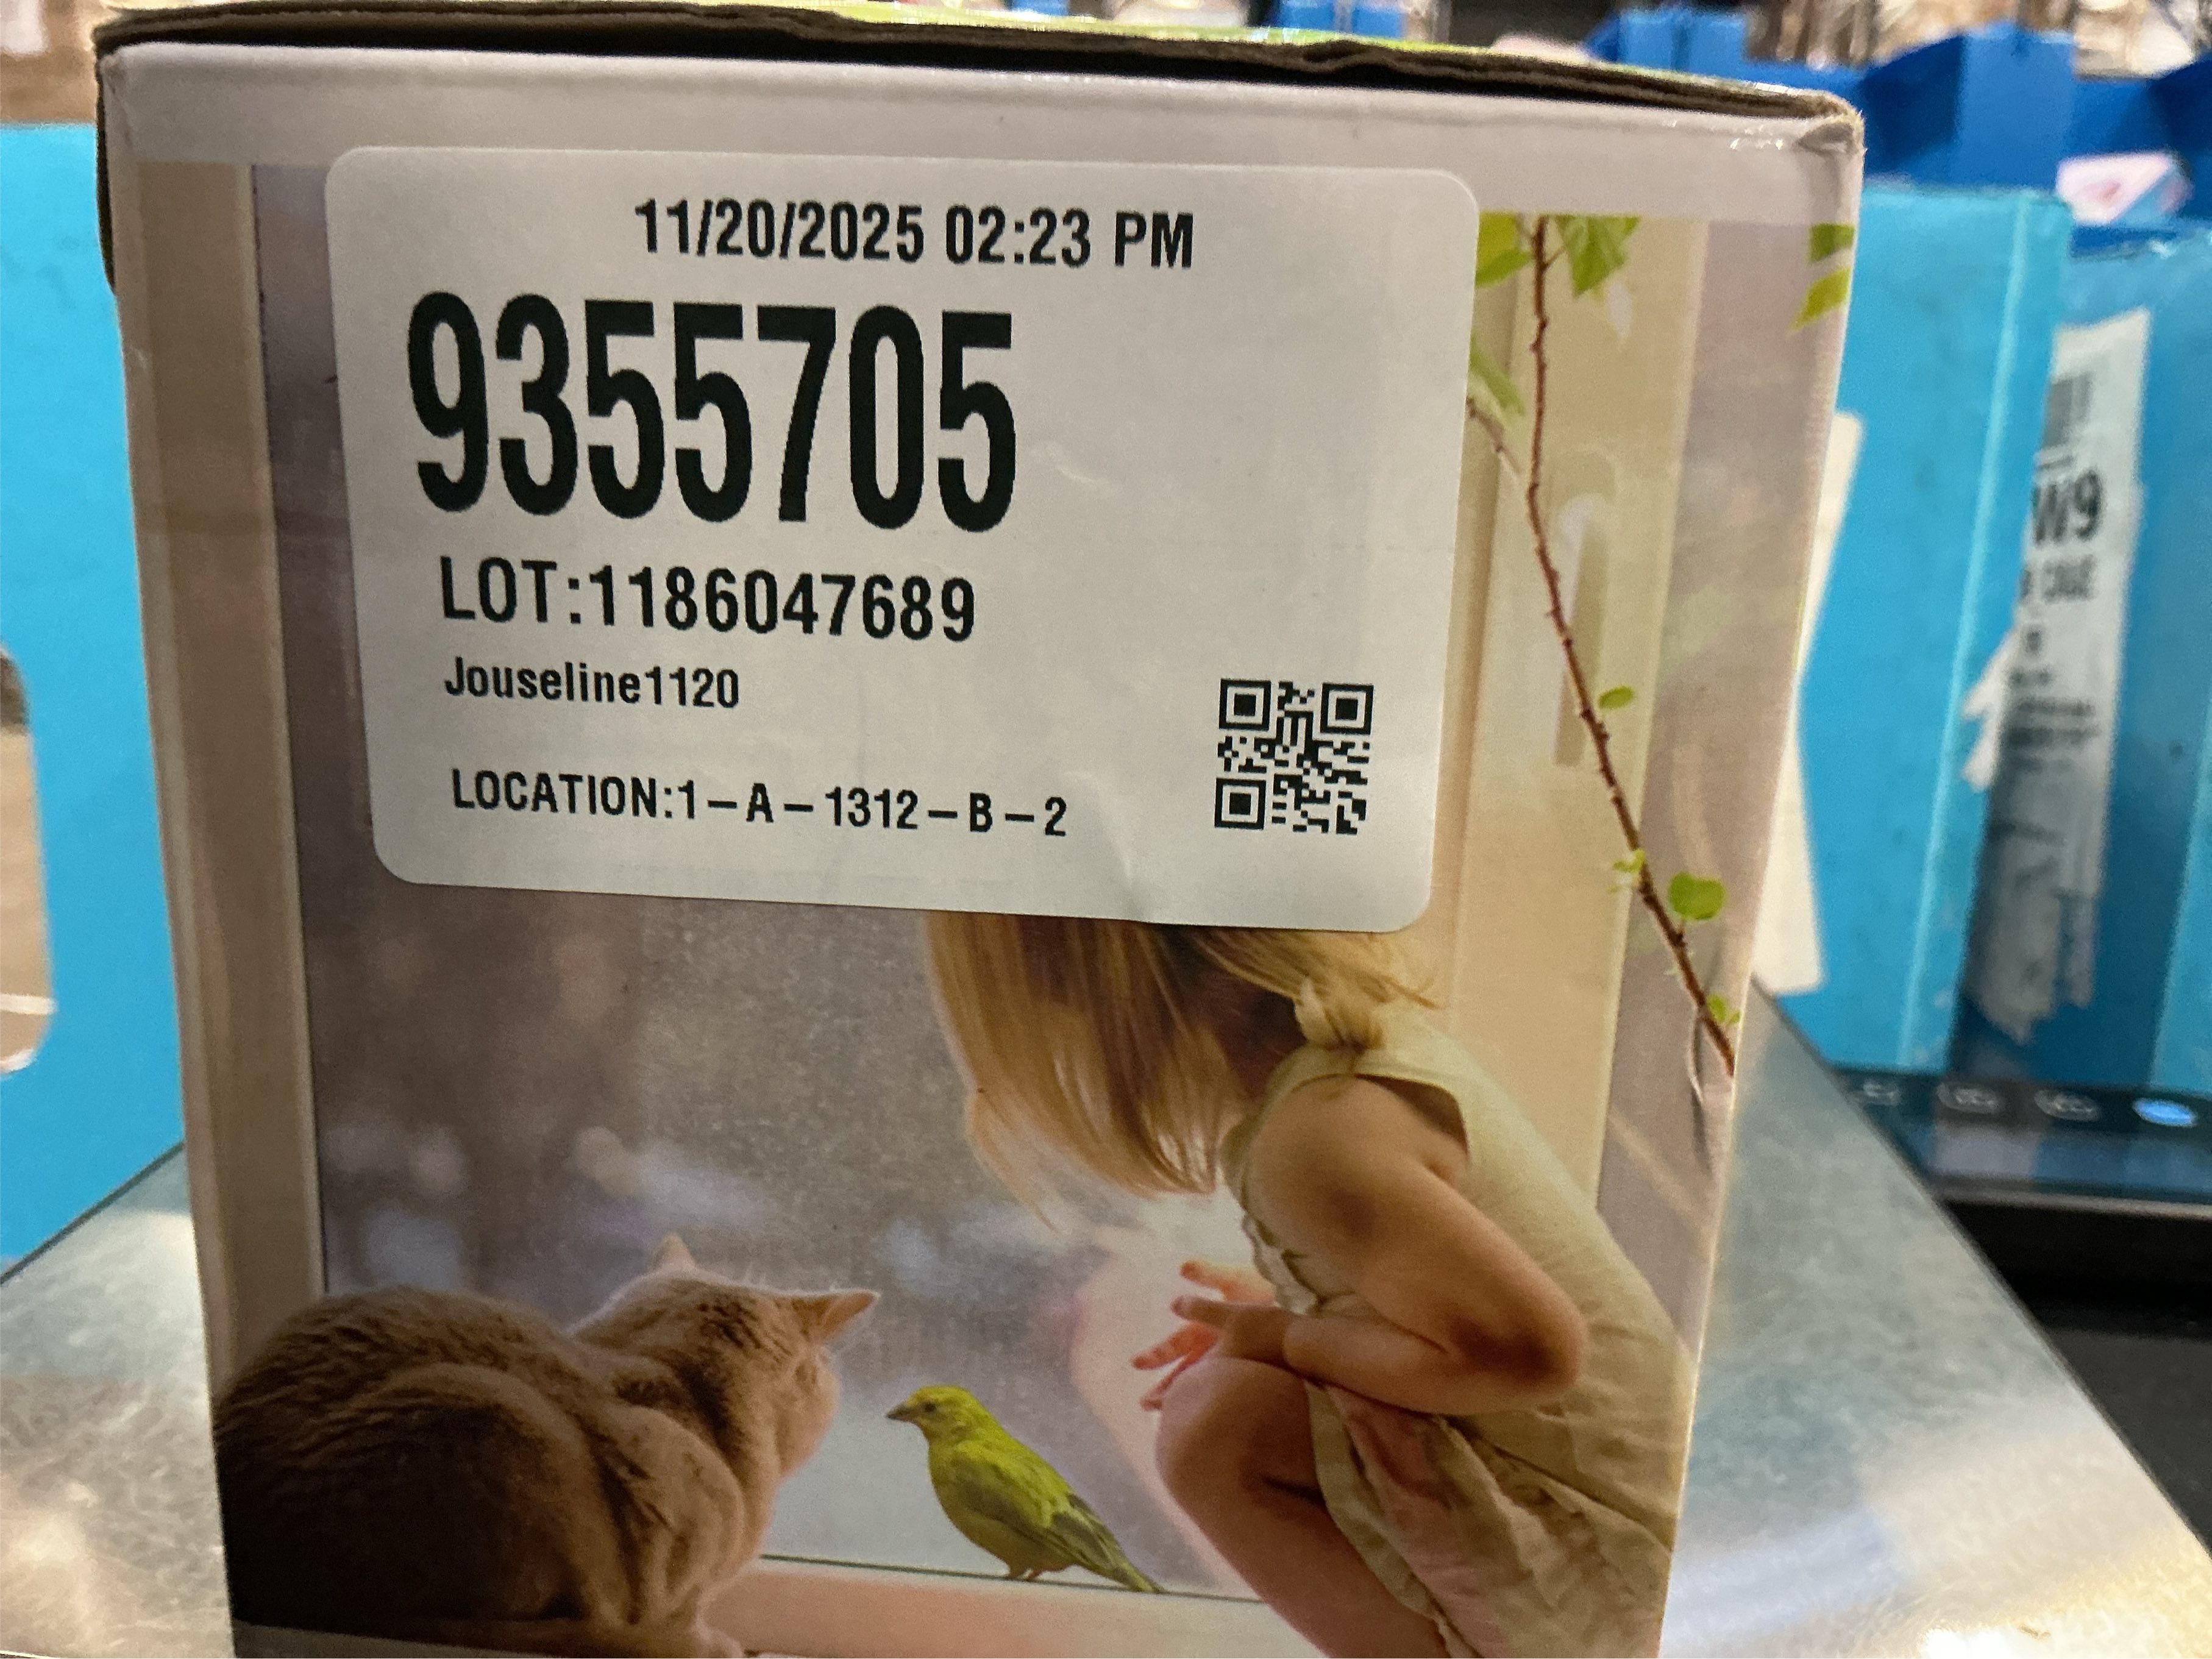 11/20/2025 02:23 PM
9355705
LOT:1186047689
Jouseline1120
LOCATION:1-A-1312-B-2
W9